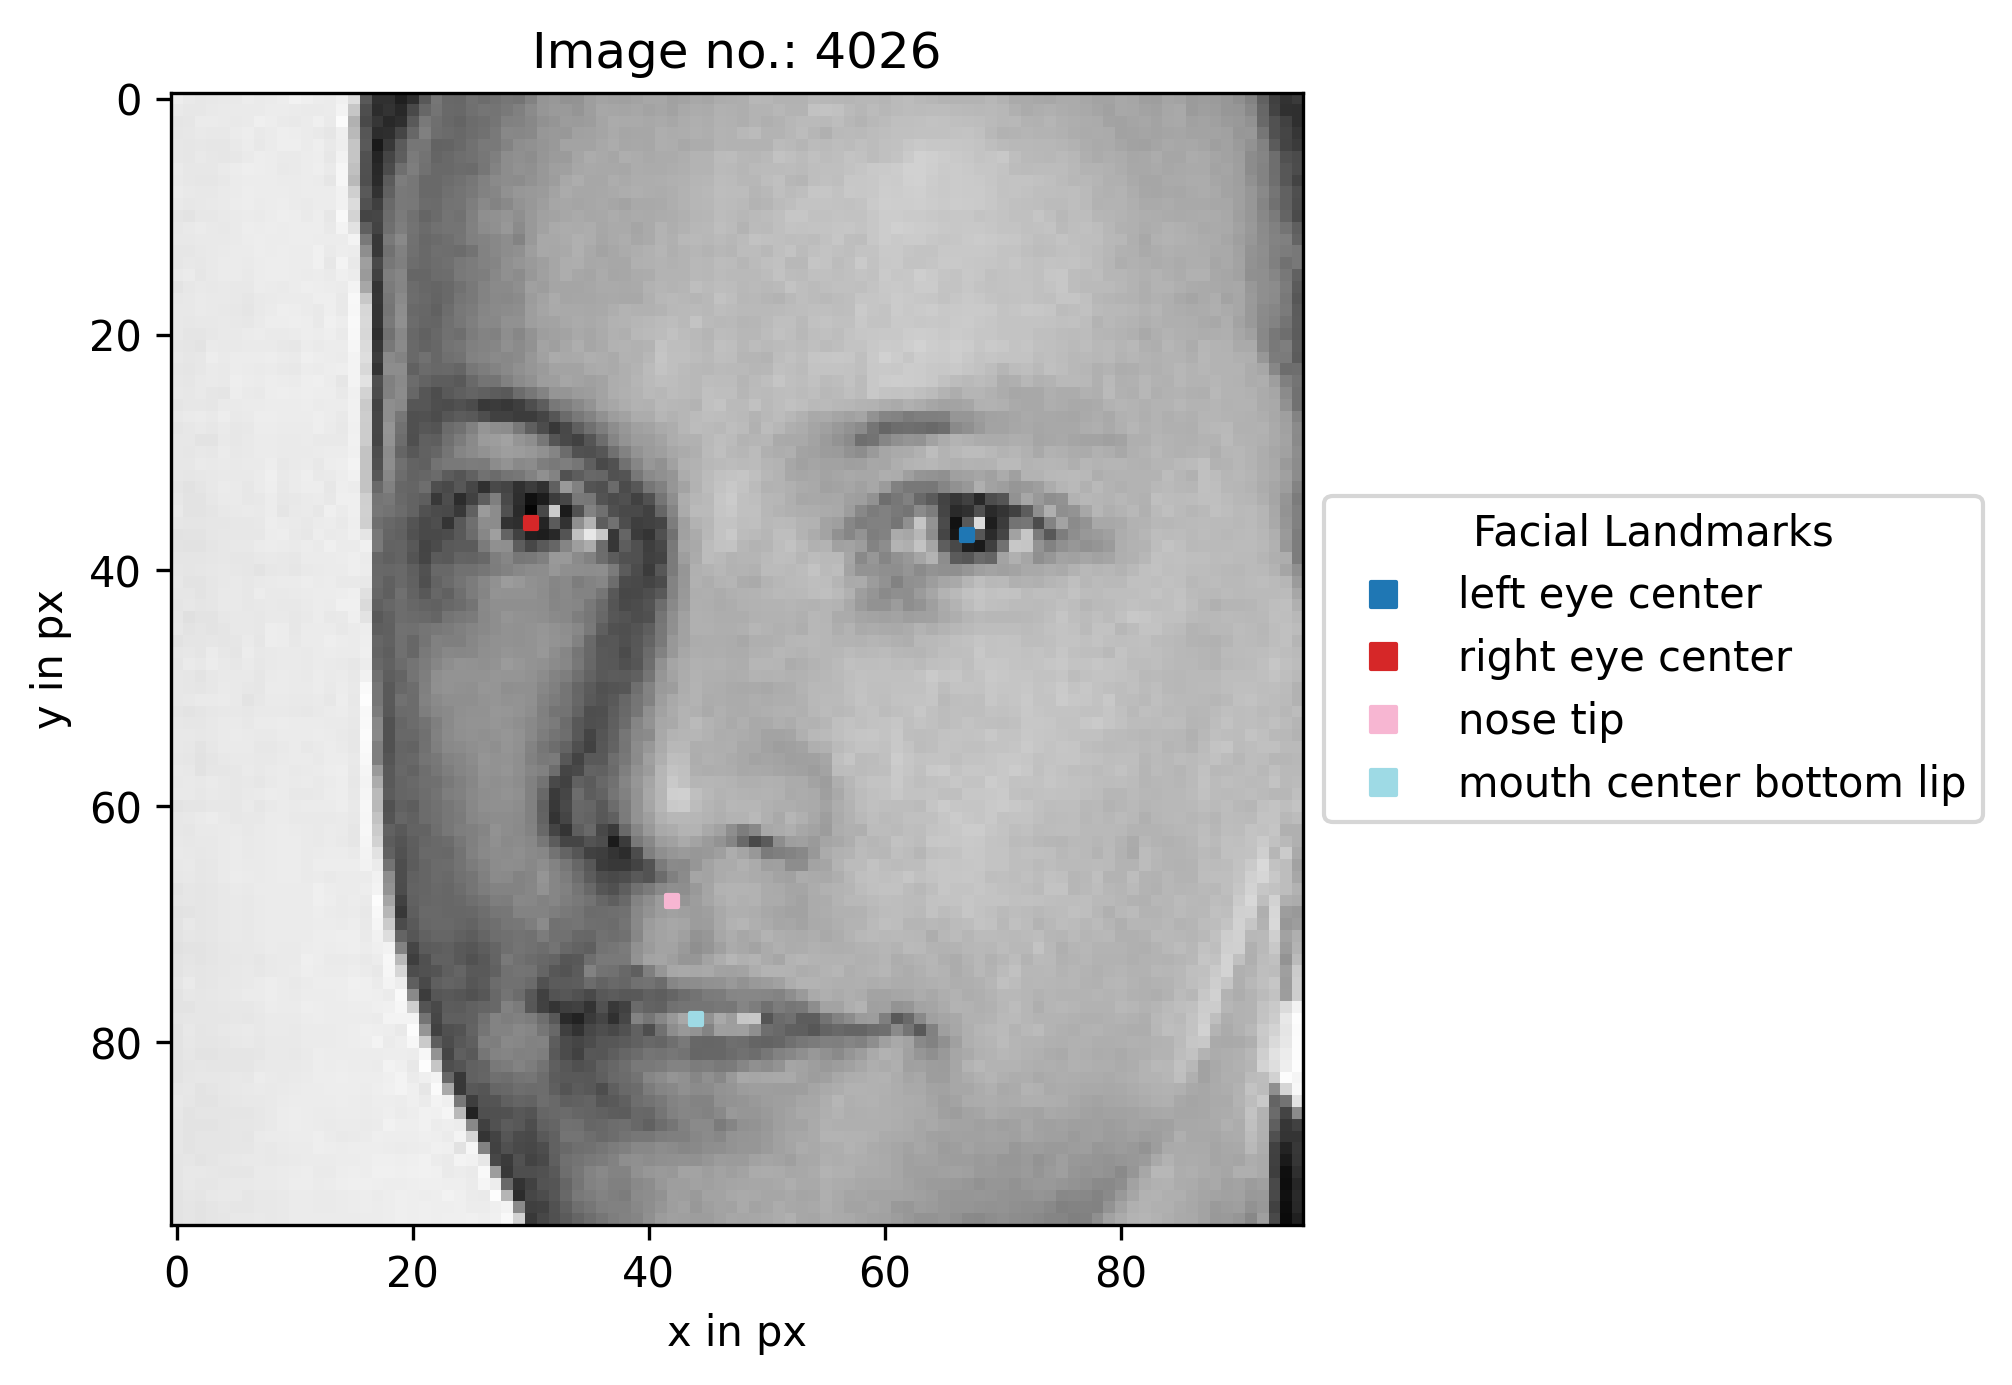 Image no.: 4026
0
20
40
60
80
y in px
0 20 40 60 80
x in px
Facial Landmarks
left eye center
right eye center
nose tip
mouth center bottom lip